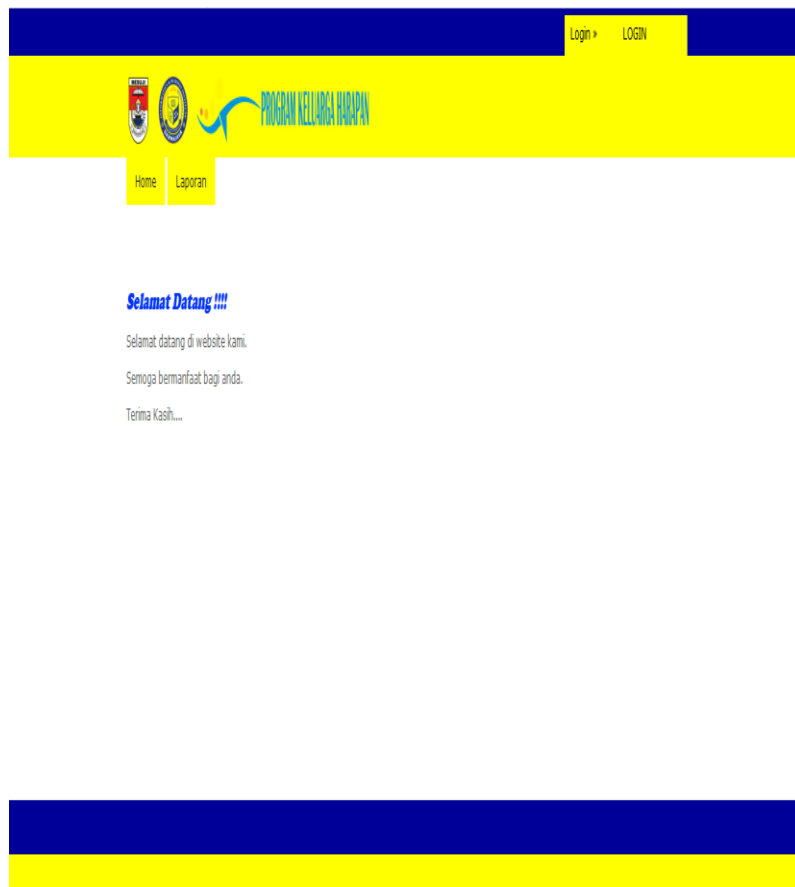 Login » LOGIN
MESUJI
PROGRAM KELUARGA HARAPAN
Home Laporan
Selamat Datang !!!!
Selamat datang di website kami.
Semoga bermanfaat bagi anda.
Terima Kasih....